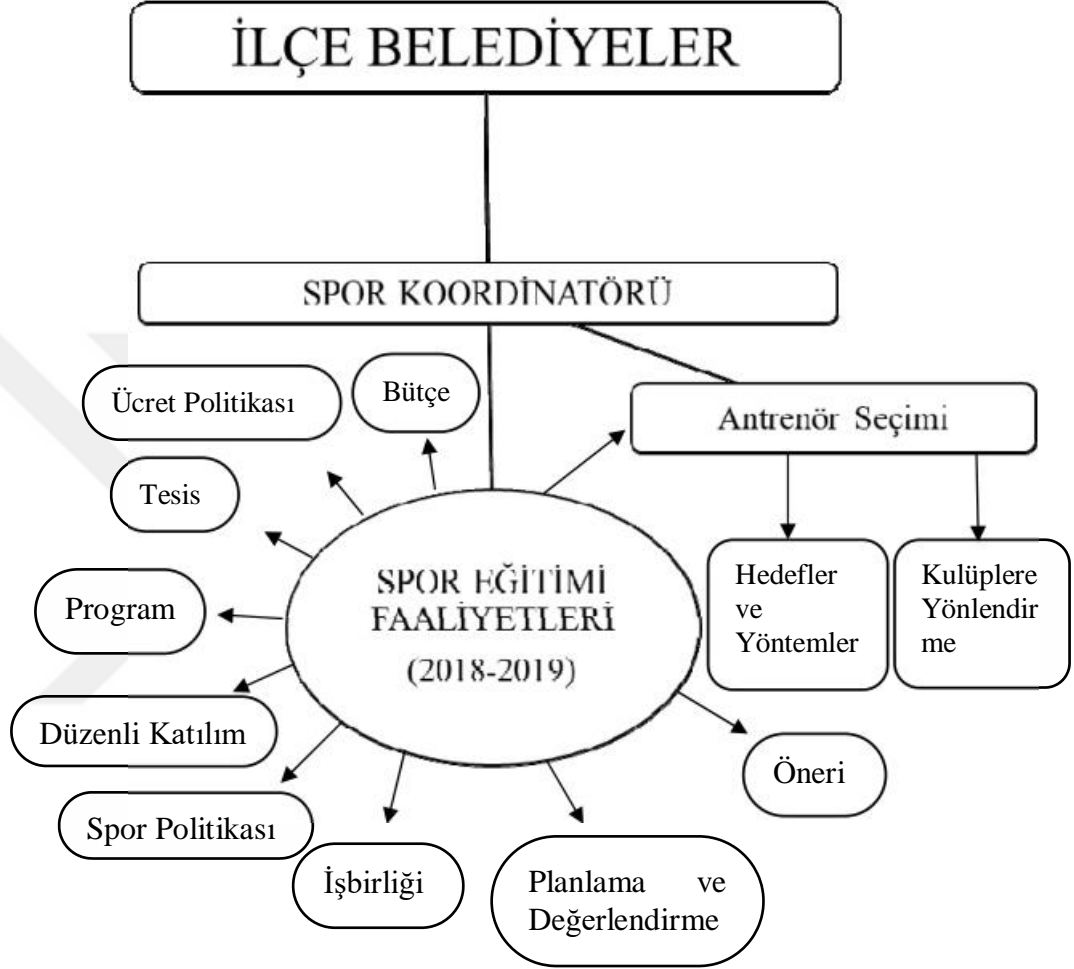 İLÇE BELEDİYELER
SPOR KOORDİNATÖRÜ
Ücret Politikası
Bütçe
Antrenör Seçimi
Tesis
Program
SPOR EĞİTİMİ
FAALİYETLERİ
(2018-2019)
Hedefler
ve
Yöntemler
Kulüplere
Yönlendir
me
Düzenli Katılım
Spor Politikası
İşbirliği
Planlama ve
Değerlendirme
Öneri